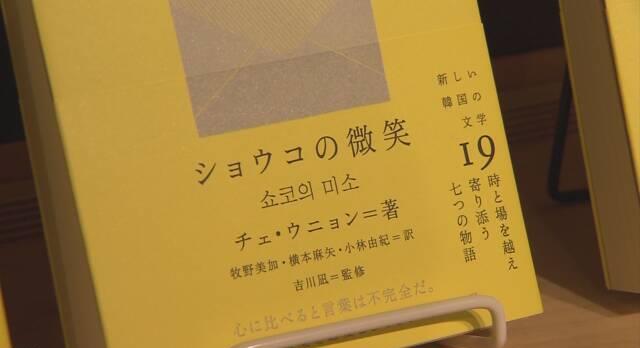 ショウコの微笑
쇼코의 미소
チェ・ウニョン=著
牧野美加・横本麻矢・小林由紀=訳
吉川凪=監修
心に比べると言葉は不完全だ。
新しい
韓国の
文学
19
時と場を越え
寄り添う
七つの物語